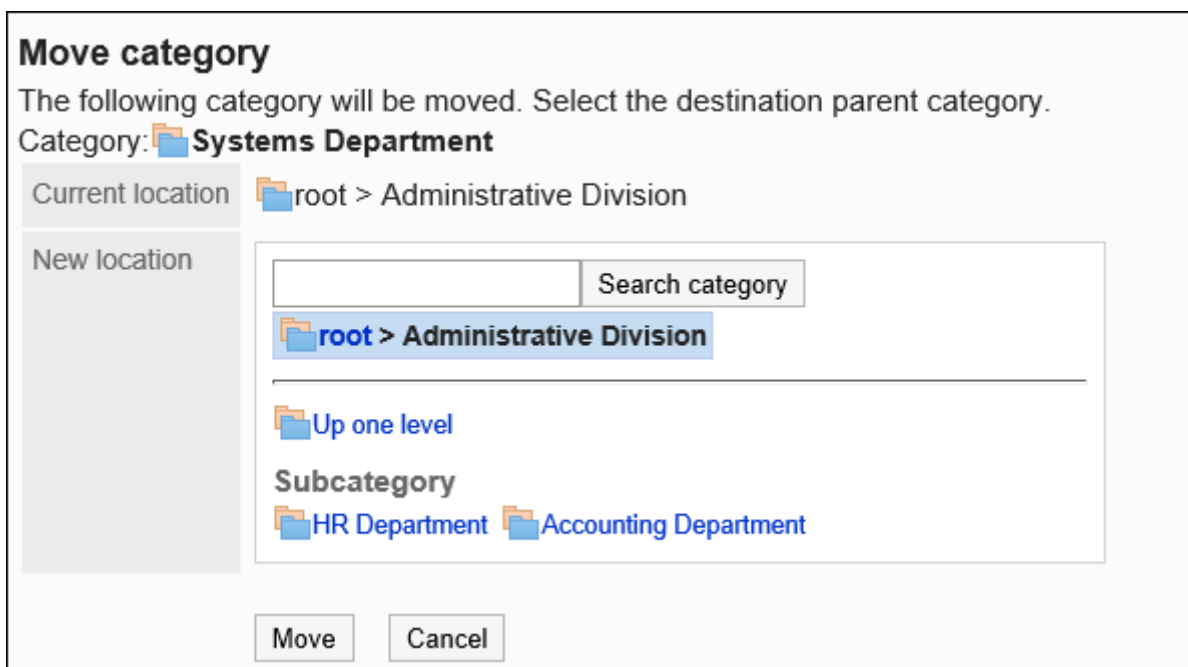 Move category
The following category will be moved. Select the destination parent category.
Category: Systems Department
Current location root > Administrative Division
New location
Search category
root > Administrative Division
Up one level
Subcategory
HR Department Accounting Department
Move Cancel